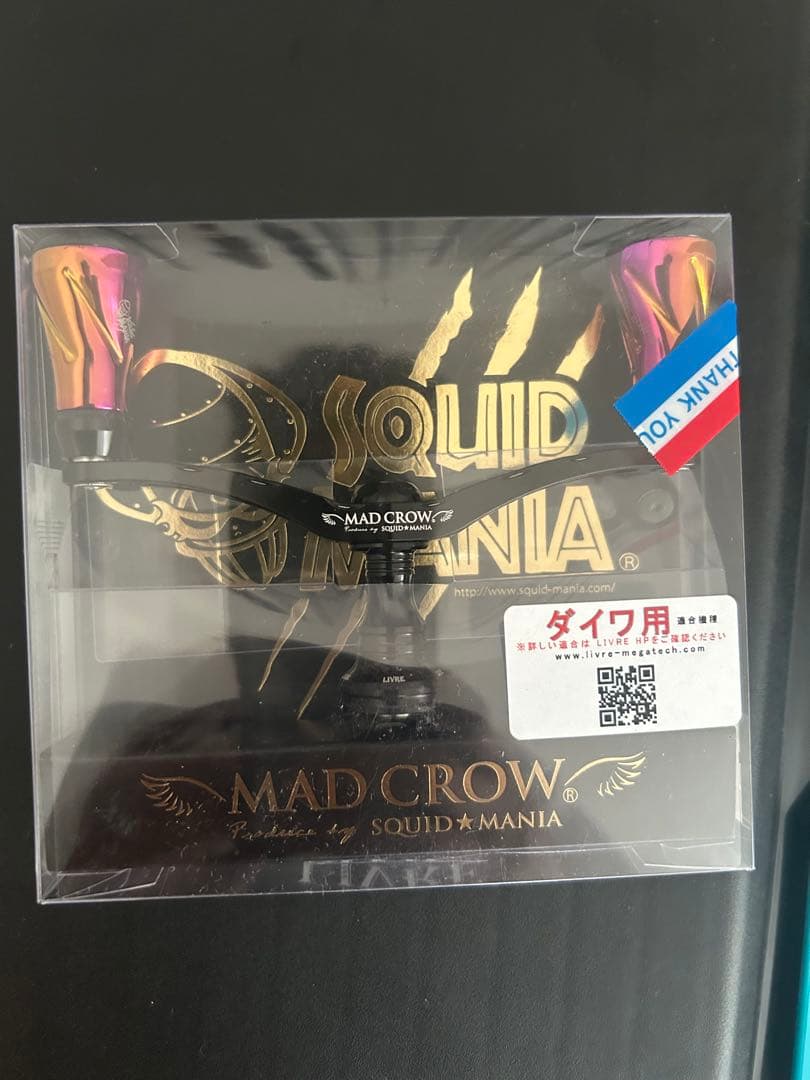 SQUID
MANIA®
http://www.squid-mania.com/
THANK YOU
MAD CROW
Produce by SQUID★MANIA
LIVRE
ダイワ用 適合機種
※詳しい適合は LIVRE HPをご確認ください
www.livre-megatech.com
MAD CROW®
Produce by SQUID★MANIA
LIVRE